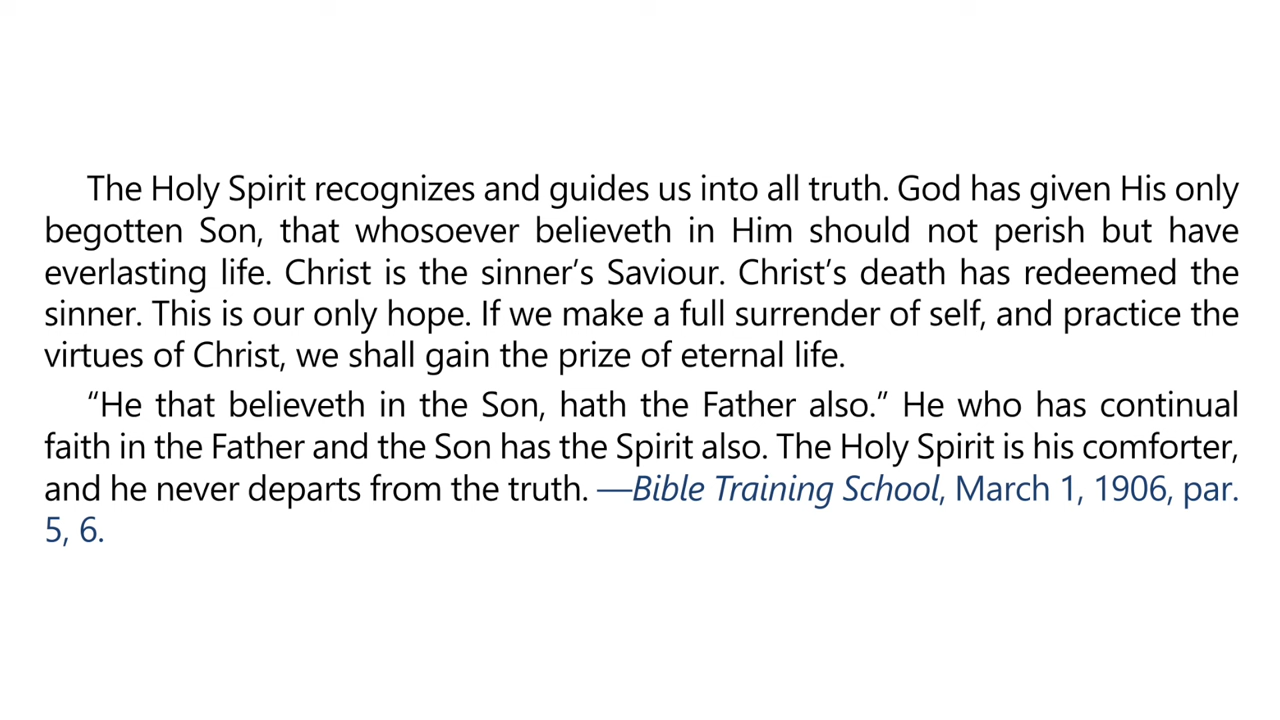 The Holy Spirit recognizes and guides us into all truth. God has given His only
begotten Son, that whosoever believeth in Him should not perish but have
everlasting life. Christ is the sinner’s Saviour. Christ’s death has redeemed the
sinner. This is our only hope. If we make a full surrender of self, and practice the
virtues of Christ, we shall gain the prize of eternal life.
“He that believeth in the Son, hath the Father also.” He who has continual
faith in the Father and the Son has the Spirit also. The Holy Spirit is his comforter,
and he never departs from the truth. —Bible Training School, March 1, 1906, par.
5, 6.